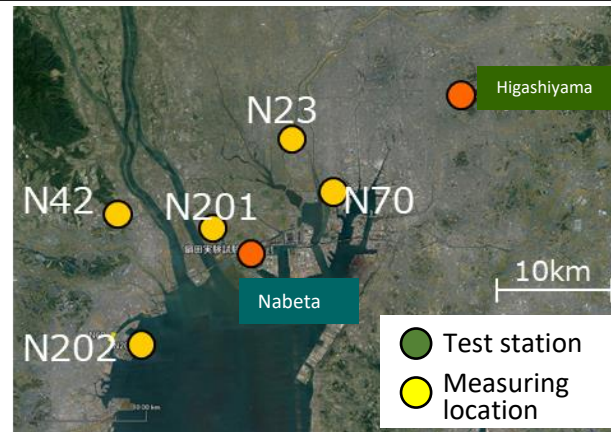 Higashiyama
N23
N42
N201
N70
Nabeta
10km
N202
Test station
Measuring
location